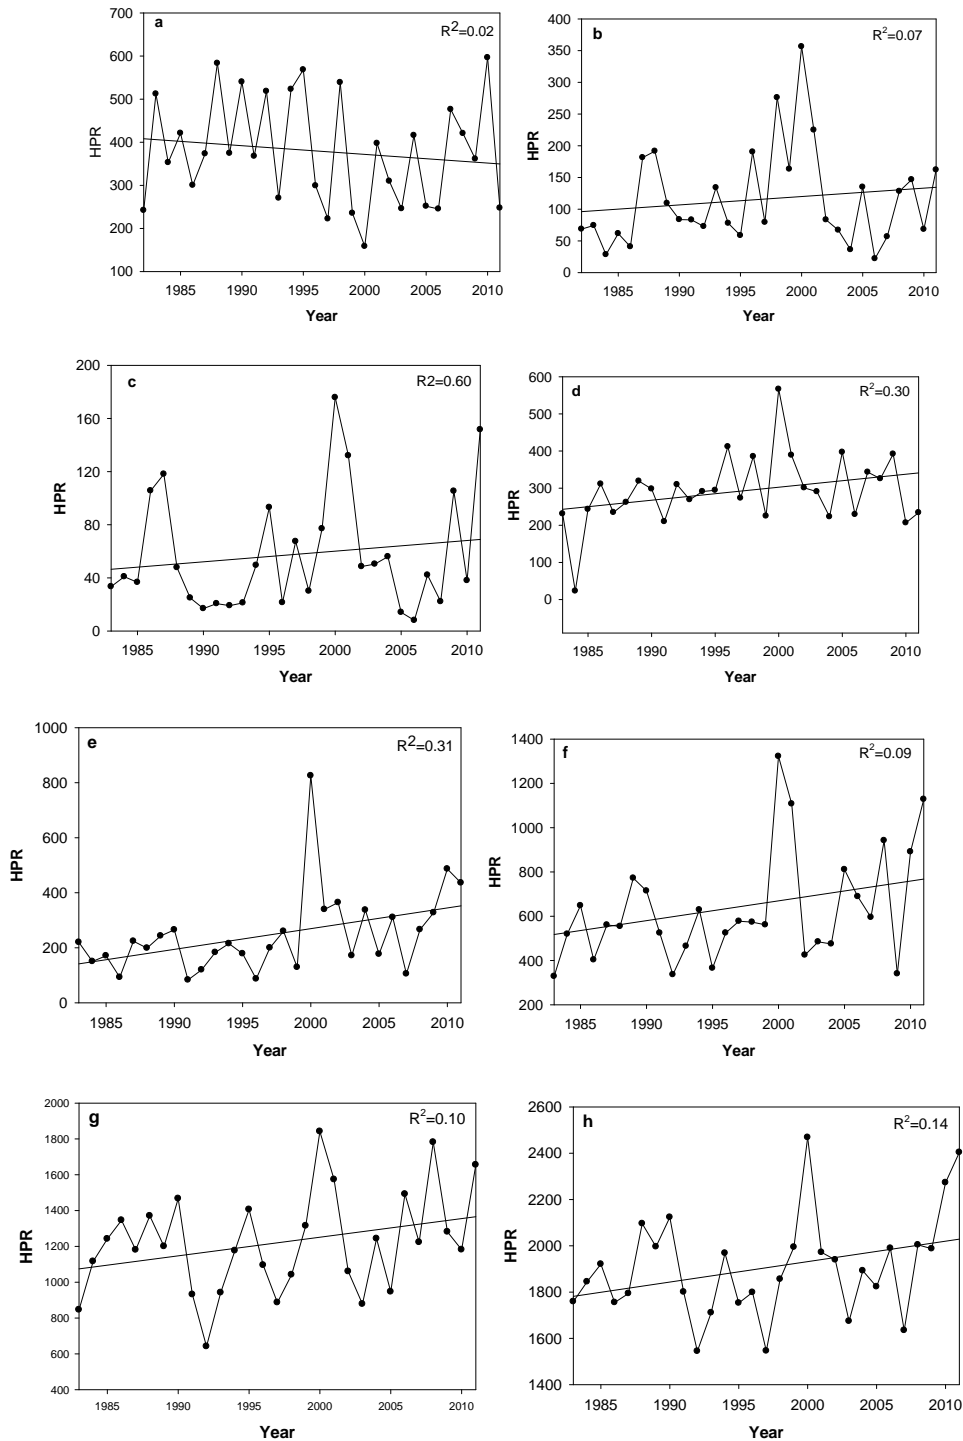 a
R²=0.02
700
600
500
400
300
200
100
HPR
1985 1990 1995 2000 2005 2010
Year
b
R²=0.07
400
350
300
250
200
150
100
50
0
HPR
1985 1990 1995 2000 2005 2010
Year
c
R2=0.60
200
160
120
80
40
0
HPR
1985 1990 1995 2000 2005 2010
Year
d
R²=0.30
600
500
400
300
200
100
0
HPR
1985 1990 1995 2000 2005 2010
Year
e
R²=0.31
1000
800
600
400
200
0
HPR
1985 1990 1995 2000 2005 2010
Year
f
R²=0.09
1400
1200
1000
800
600
400
200
HPR
1985 1990 1995 2000 2005 2010
Year
g
R²=0.10
2000
1800
1600
1400
1200
1000
800
600
400
HPR
1985 1990 1995 2000 2005 2010
Year
h
R²=0.14
2600
2400
2200
2000
1800
1600
1400
HPR
1985 1990 1995 2000 2005 2010
Year